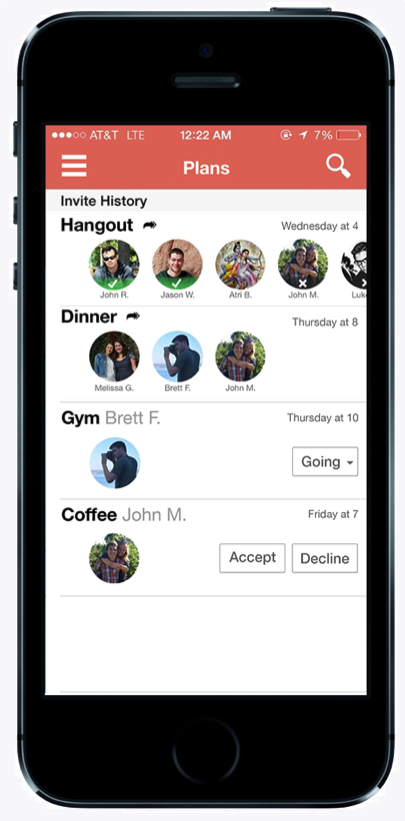 AT&T LTE 12:22 AM 7%
Plans
Invite History
Hangout Wednesday at 4
John R. Jason W. Atri B. John M. Luk
Dinner Thursday at 8
Melissa G. Brett F. John M.
Gym Brett F. Thursday at 10
Going
Coffee John M. Friday at 7
Accept Decline